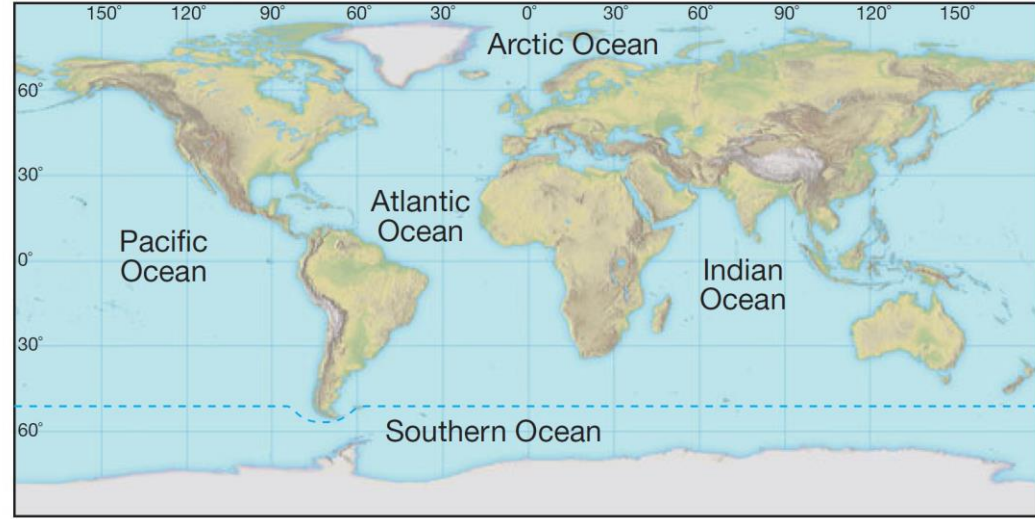 150° 120° 90° 60° 30° 0° 30° 60° 90° 120° 150°
Arctic Ocean
60°
30°
Atlantic
Ocean
Pacific
Ocean
0°
Indian
Ocean
30°
60°
Southern Ocean